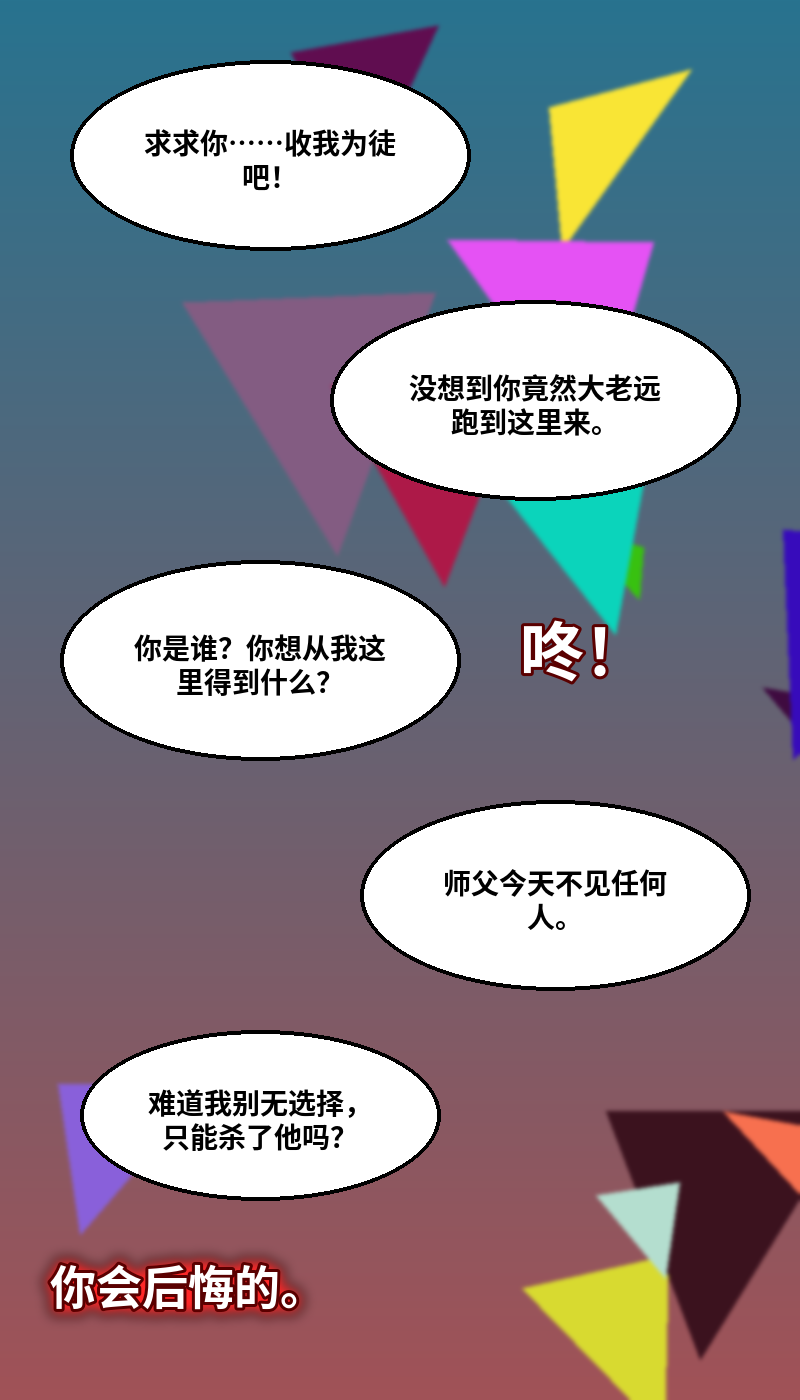 求求你……收我为徒
吧！
没想到你竟然大老远
跑到这里来。
你是谁？你想从我这
里得到什么？
咚！
师父今天不见任何
人。
难道我别无选择，
只能杀了他吗？
你会后悔的。